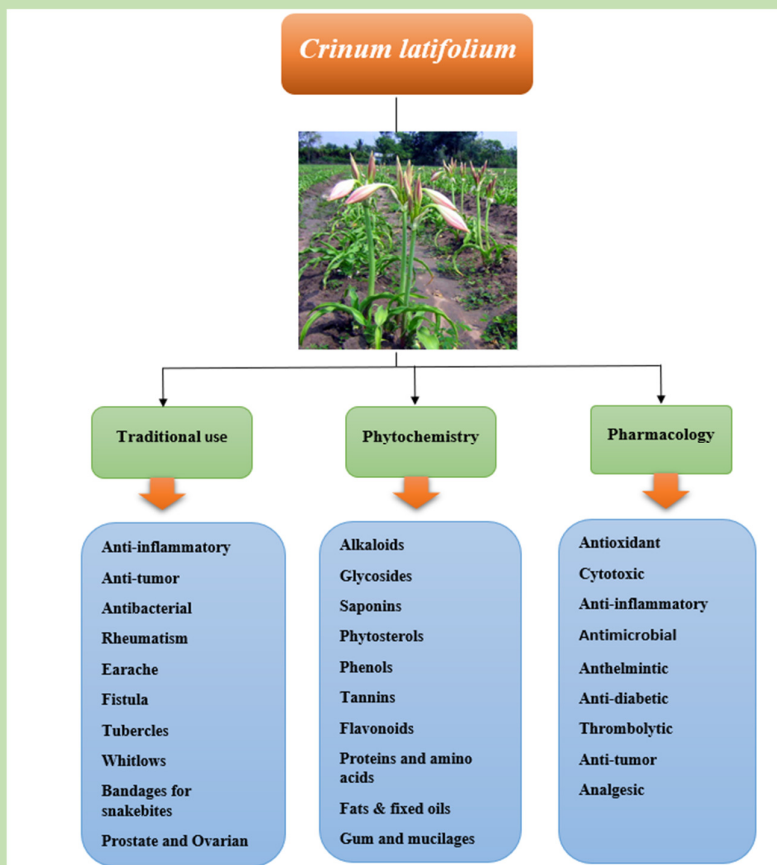 Crinum latifolium
Traditional use
Phytochemistry
Pharmacology
Anti-inflammatory
Anti-tumor
Antibacterial
Rheumatism
Earache
Fistula
Tubercles
Whitlows
Bandages for
snakebites
Prostate and Ovarian
Alkaloids
Glycosides
Saponins
Phytosterols
Phenols
Tannins
Flavonoids
Proteins and amino
acids
Fats & fixed oils
Gum and mucilages
Antioxidant
Cytotoxic
Anti-inflammatory
Antimicrobial
Anthelmintic
Anti-diabetic
Thrombolytic
Anti-tumor
Analgesic